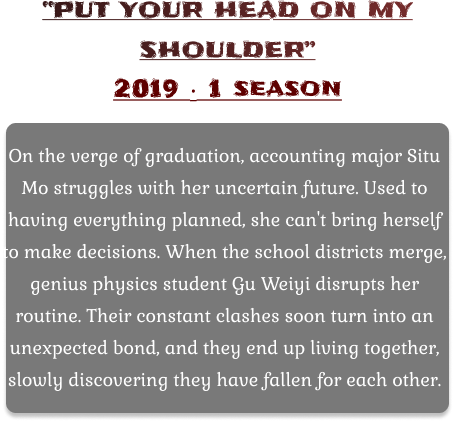 “PUT YOUR HEAD ON MY
SHOULDER”
2019 · 1 SEASON
On the verge of graduation, accounting major Situ
Mo struggles with her uncertain future. Used to
having everything planned, she can't bring herself
to make decisions. When the school districts merge,
genius physics student Gu Weiyi disrupts her
routine. Their constant clashes soon turn into an
unexpected bond, and they end up living together,
slowly discovering they have fallen for each other.